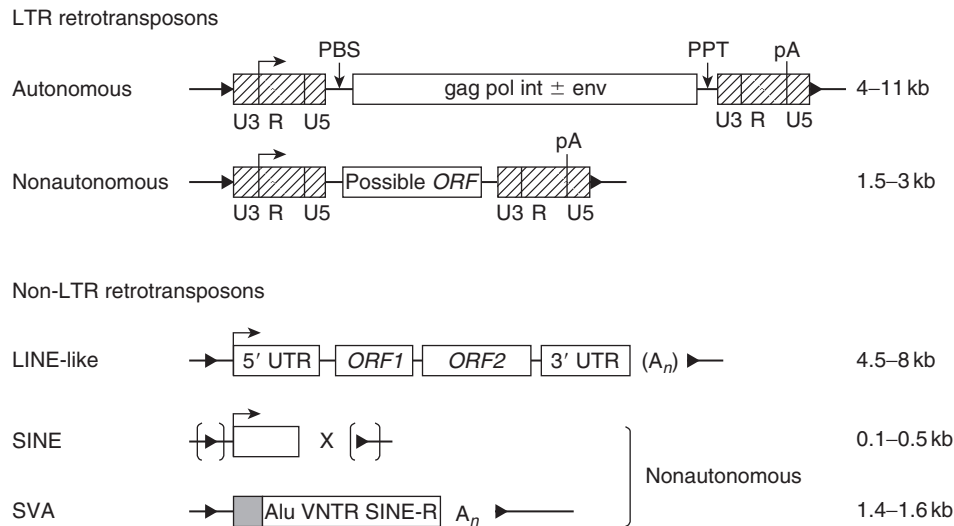 LTR retrotransposons
PBS PPT pA
Autonomous gag pol int ± env 4–11 kb
U3 R U5 U3 R U5
pA
Nonautonomous Possible ORF 1.5–3 kb
U3 R U5 U3 R U5
Non-LTR retrotransposons
LINE-like 5′ UTR ORF1 ORF2 3′ UTR (An) 4.5–8 kb
SINE X 0.1–0.5 kb
Nonautonomous
SVA Alu VNTR SINE-R An 1.4–1.6 kb